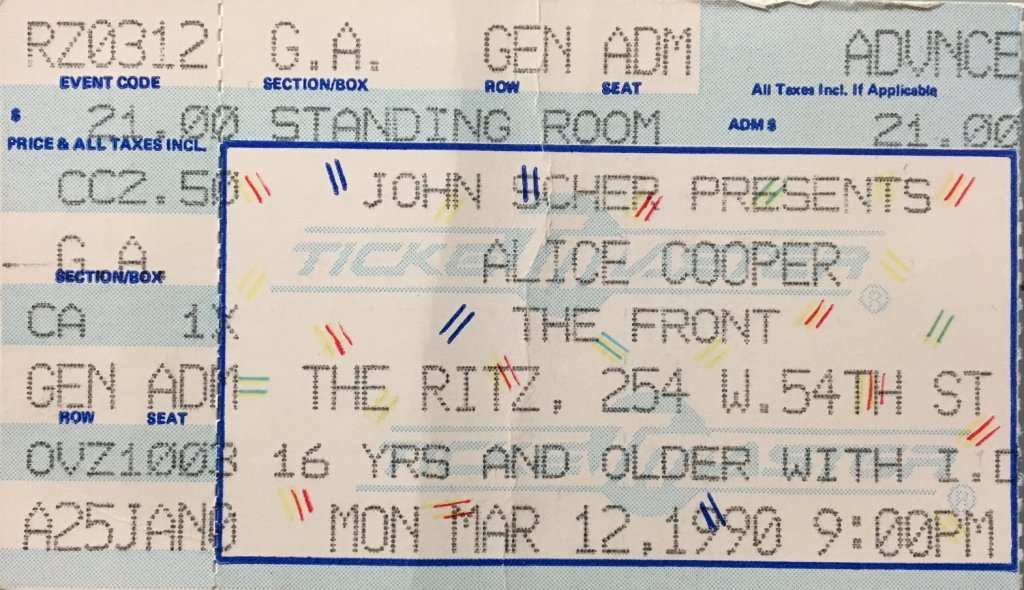 RZ0312 G.A. GEN ADM ADVNCE
EVENT CODE SECTION/BOX ROW SEAT All Taxes Incl. If Applicable
$ 21.00 STANDING ROOM ADM $ 21.00
PRICE & ALL TAXES INCL.
CC2.50 JOHN SCHER PRESENTS
TICKETMASTER ®
G.A. ALICE COOPER
SECTION/BOX
CA 1X THE FRONT
GEN ADM THE RITZ, 254 W.54TH ST
ROW SEAT
TICKETMASTER ®
OVZ1003 16 YRS AND OLDER WITH I.D
A25JAN0 MON MAR 12,1990 9:00PM